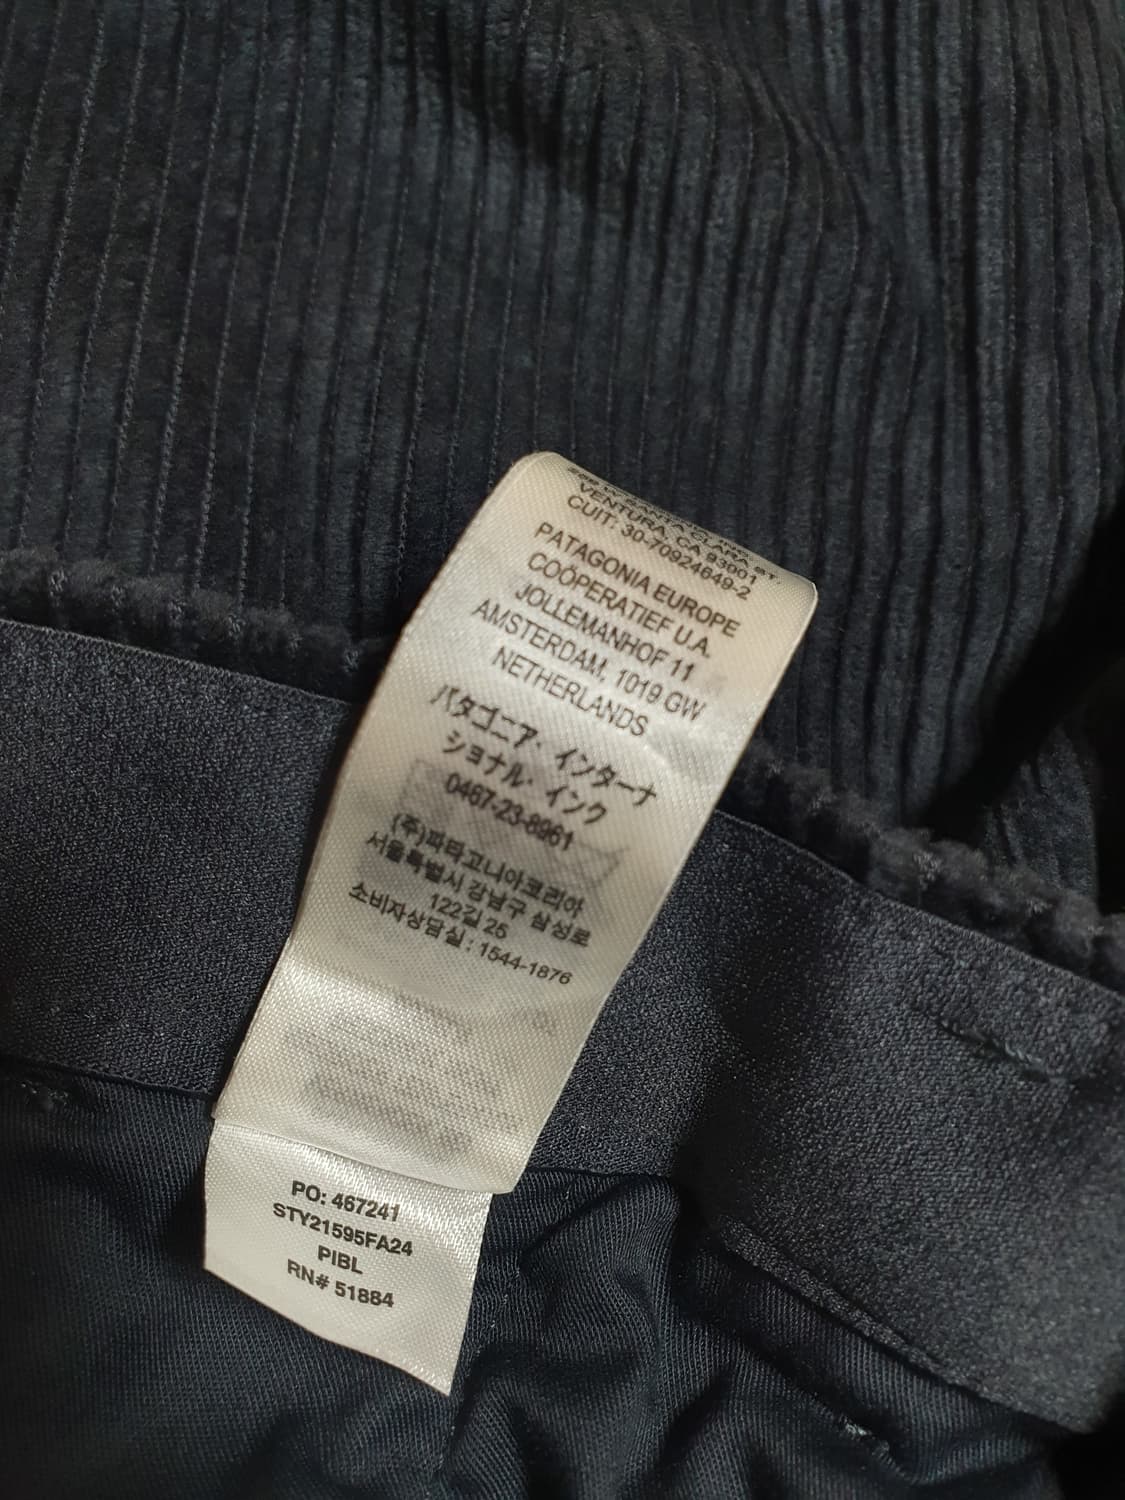 VENTURA, CA 93001
CUIT: 30-70924649-2
PATAGONIA EUROPE
COÖPERATIEF U.A.
JOLLEMANHOF 11
AMSTERDAM, 1019 GW
NETHERLANDS
パタゴニア・インターナ
ショナル・インク
0467-23-8961
(주)파타고니아코리아
서울특별시 강남구 삼성로
122길 25
소비자상담실 : 1544-1876
PO: 467241
STY21595FA24
PIBL
RN# 51884